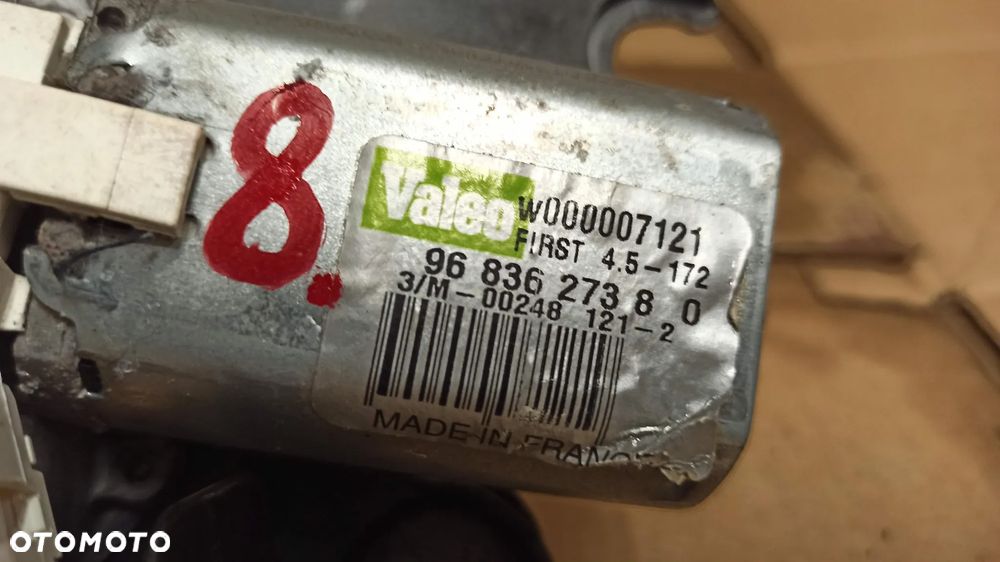 8.
Valeo
W000007121
FIRST 4.5-172
96 836 273 8 0
3/M-00248 121-2
MADE IN FRANCE
OTOMOTO